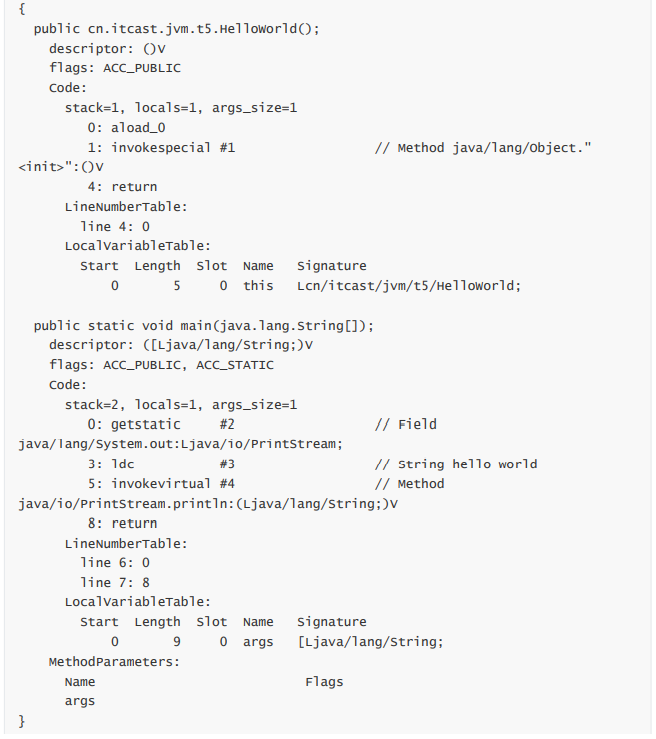 {
  public cn.itcast.jvm.t5.HelloWorld();
    descriptor: ()V
    flags: ACC_PUBLIC
    Code:
      stack=1, locals=1, args_size=1
         0: aload_0
         1: invokespecial #1                  // Method java/lang/Object."
<init>":()V
         4: return
      LineNumberTable:
        line 4: 0
      LocalVariableTable:
        Start  Length  Slot  Name   Signature
            0       5     0  this   Lcn/itcast/jvm/t5/HelloWorld;

  public static void main(java.lang.String[]);
    descriptor: ([Ljava/lang/String;)V
    flags: ACC_PUBLIC, ACC_STATIC
    Code:
      stack=2, locals=1, args_size=1
         0: getstatic     #2                  // Field
java/lang/System.out:Ljava/io/PrintStream;
         3: ldc           #3                  // String hello world
         5: invokevirtual #4                  // Method
java/io/PrintStream.println:(Ljava/lang/String;)V
         8: return
      LineNumberTable:
        line 6: 0
        line 7: 8
      LocalVariableTable:
        Start  Length  Slot  Name   Signature
            0       9     0  args   [Ljava/lang/String;
    MethodParameters:
      Name                           Flags
      args
}